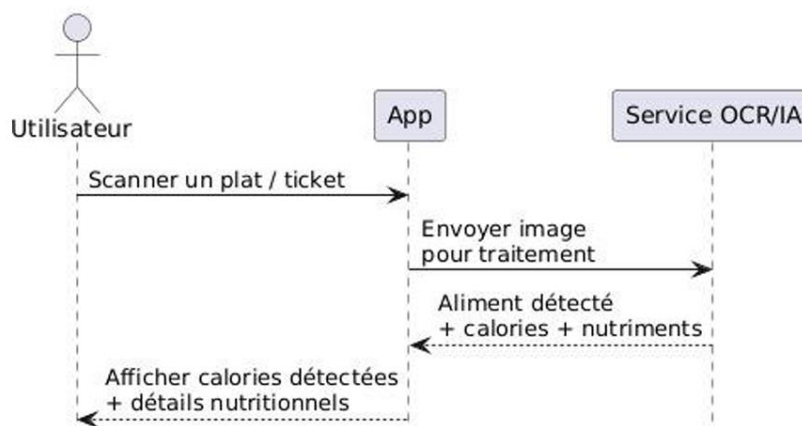 Utilisateur
App
Service OCR/IA
Scanner un plat / ticket
Envoyer image
pour traitement
Aliment détecté
+ calories + nutriments
Afficher calories détectées
+ détails nutritionnels